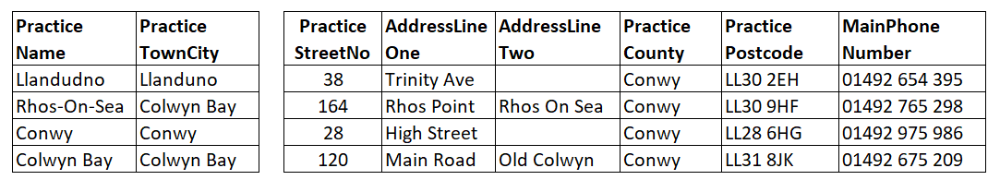 Practice Name Practice TownCity Practice StreetNo AddressLine One AddressLine Two Practice County Practice Postcode MainPhone Number
Llandudno Llanduno 38 Trinity Ave Conwy LL30 2EH 01492 654 395
Rhos-On-Sea Colwyn Bay 164 Rhos Point Rhos On Sea Conwy LL30 9HF 01492 765 298
Conwy Conwy 28 High Street Conwy LL28 6HG 01492 975 986
Colwyn Bay Colwyn Bay 120 Main Road Old Colwyn Conwy LL31 8JK 01492 675 209